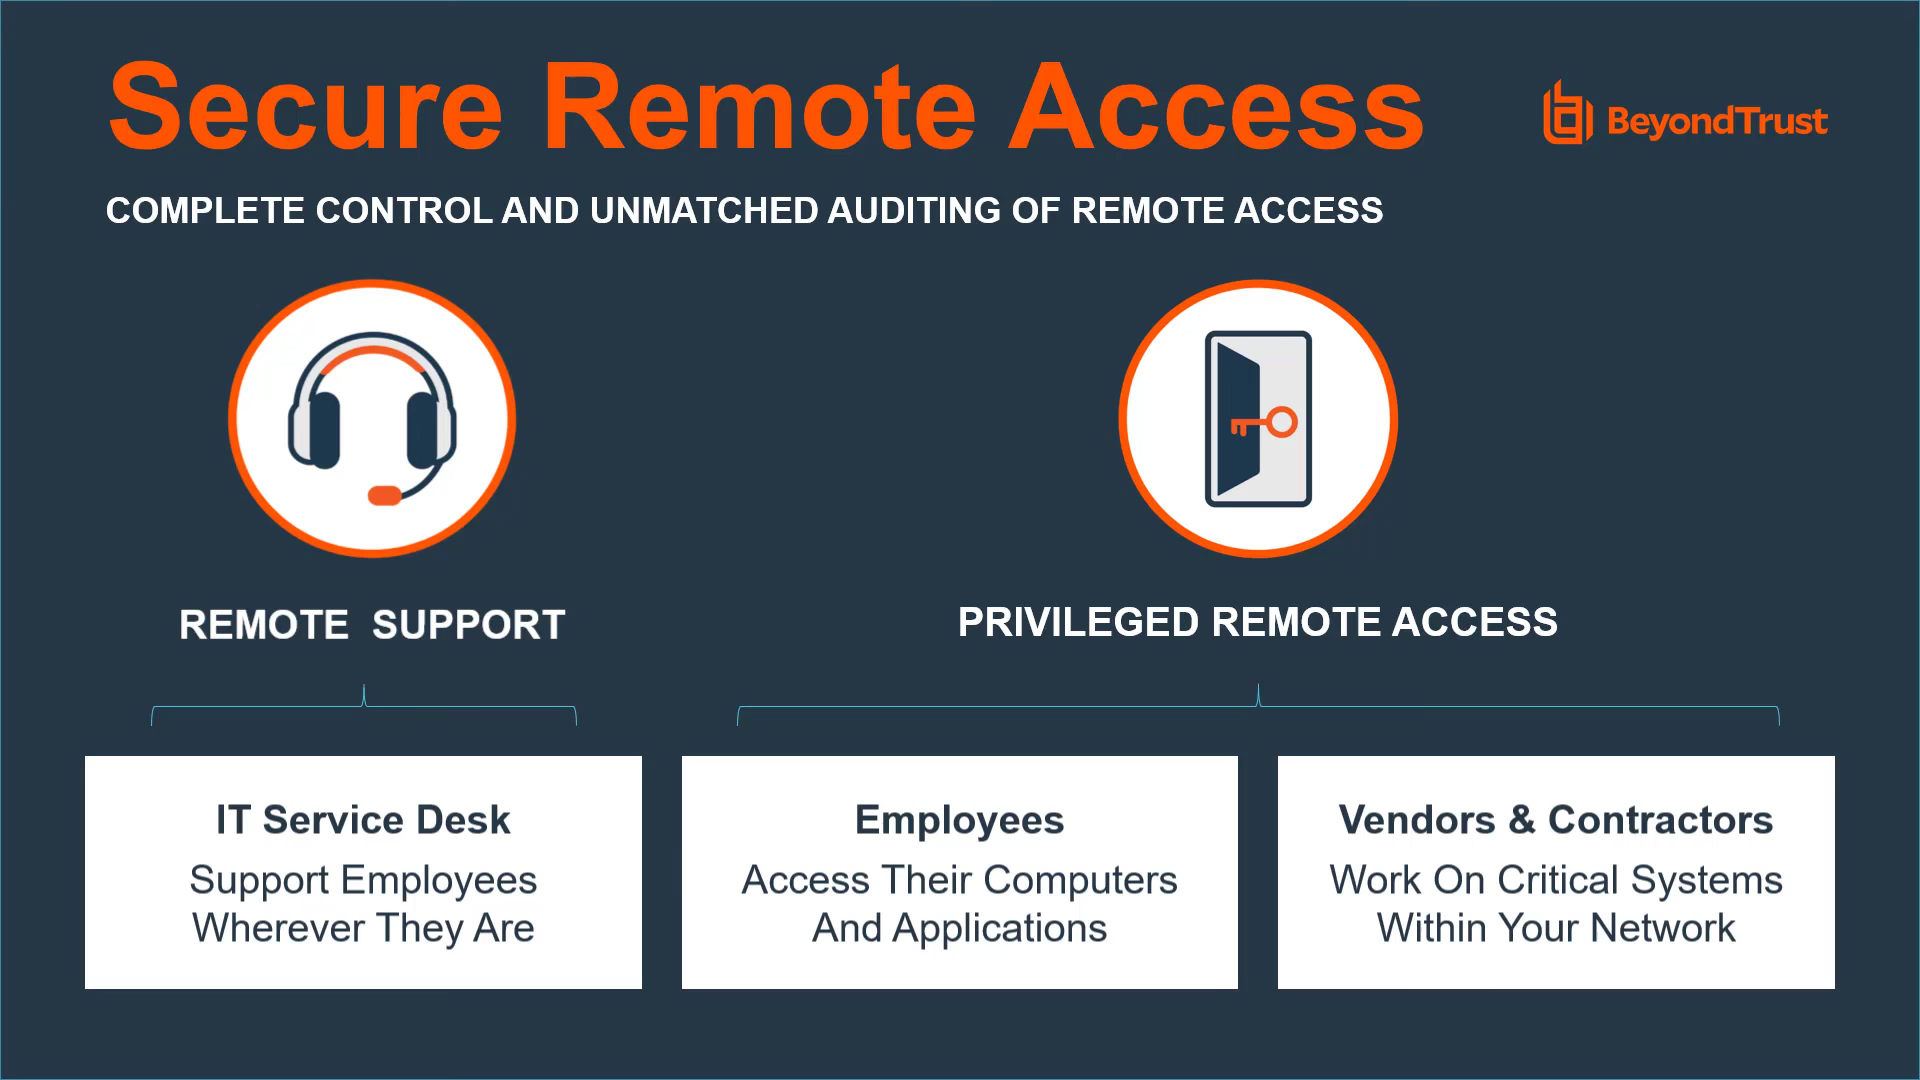 Secure Remote Access
BeyondTrust
COMPLETE CONTROL AND UNMATCHED AUDITING OF REMOTE ACCESS
REMOTE  SUPPORT
PRIVILEGED REMOTE ACCESS
IT Service Desk
Support Employees
Wherever They Are
Employees
Access Their Computers
And Applications
Vendors & Contractors
Work On Critical Systems
Within Your Network